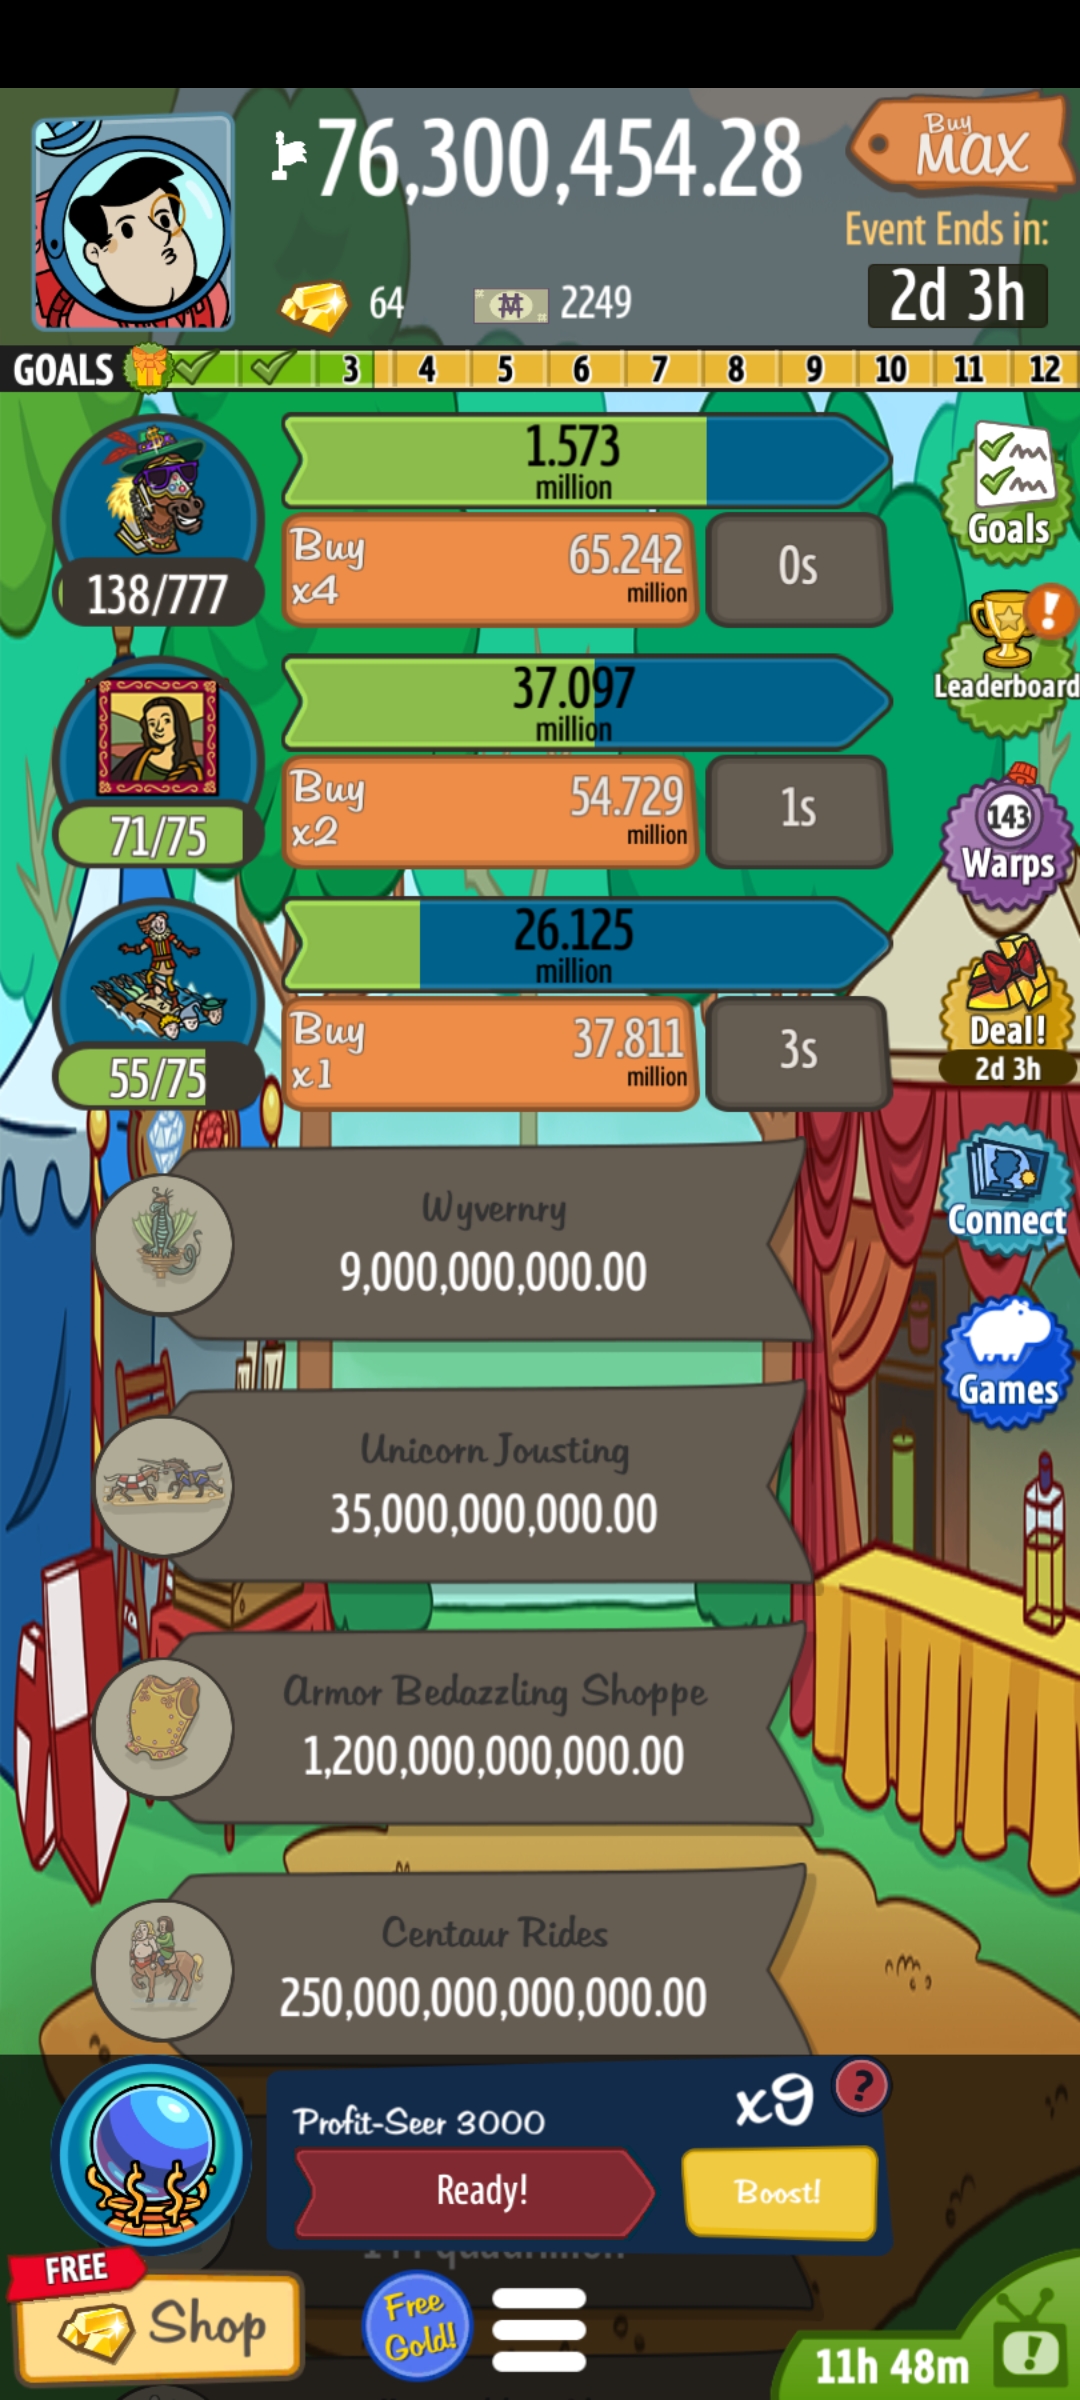 76,300,454.28
Buy
MAX
Event Ends in:
64
2249
2d 3h
GOALS
3 4 5 6 7 8 9 10 11 12
1.573
million
Buy
x4
65.242
million
0s
138/777
Goals
37.097
million
Leaderboard
Buy
x2
54.729
million
1s
71/75
143
Warps
26.125
million
Buy
x1
37.811
million
3s
55/75
Deal!
2d 3h
Wyvernry
9,000,000,000.00
Connect
Unicorn Jousting
35,000,000,000.00
Games
Armor Bedazzling Shoppe
1,200,000,000,000.00
Centaur Rides
250,000,000,000,000.00
Profit-Seer 3000
x9
?
Ready!
Boost!
FREE
Shop
Free
Gold!
11h 48m